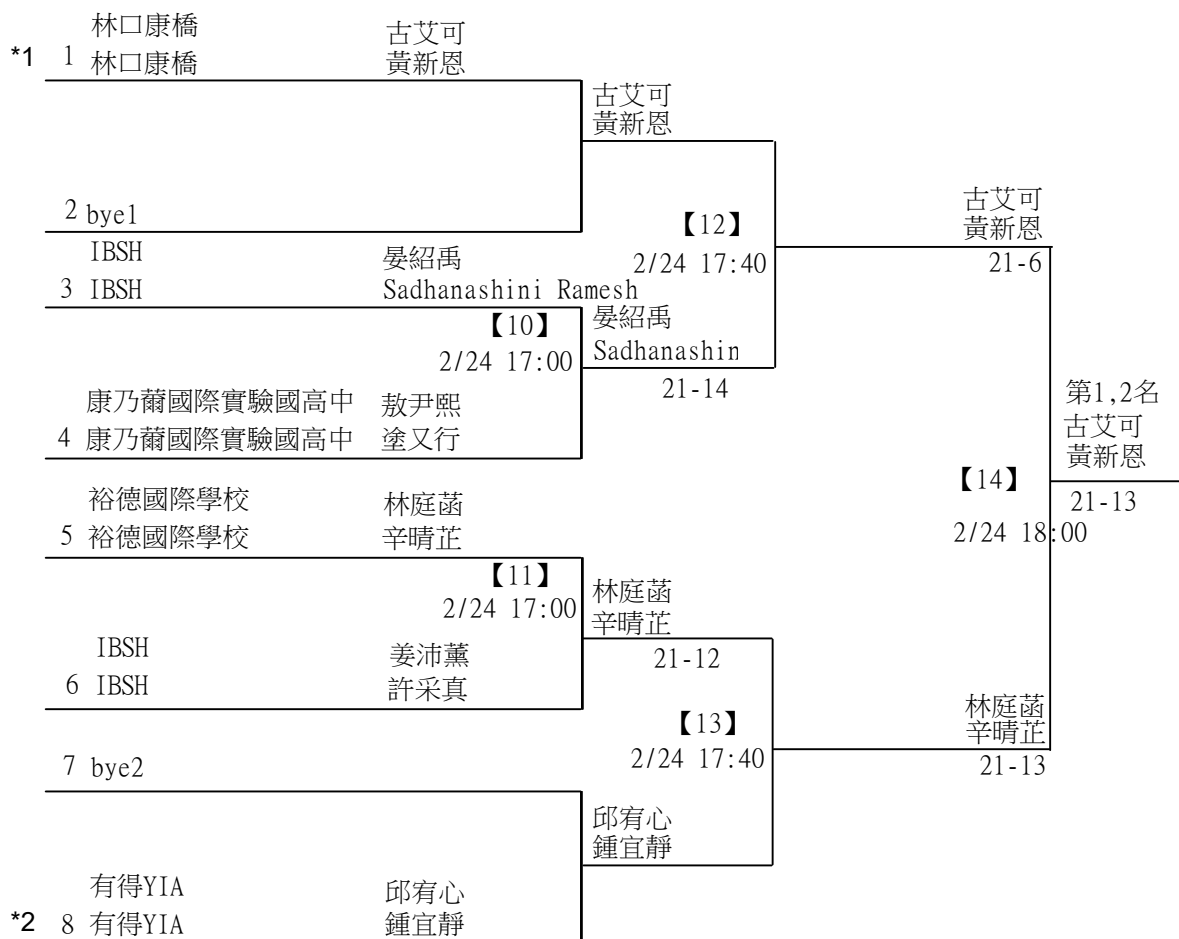 林口康橋 古艾可
*1 1 林口康橋 黃新恩
古艾可
黃新恩
2 bye1
【12】
2/24 17:40
古艾可
黃新恩
21-6
IBSH 晏紹禹
3 IBSH Sadhanashini Ramesh
【10】
2/24 17:00
晏紹禹
Sadhanashin
21-14
康乃薾國際實驗國高中 敖尹熙
4 康乃薾國際實驗國高中 塗又行
第1,2名
古艾可
黃新恩
21-13
【14】
2/24 18:00
裕德國際學校 林庭菡
5 裕德國際學校 辛晴芷
【11】
2/24 17:00
林庭菡
辛晴芷
21-12
IBSH 姜沛薰
6 IBSH 許采真
【13】
2/24 17:40
林庭菡
辛晴芷
21-13
7 bye2
邱宥心
鍾宜靜
有得YIA 邱宥心
*2 8 有得YIA 鍾宜靜